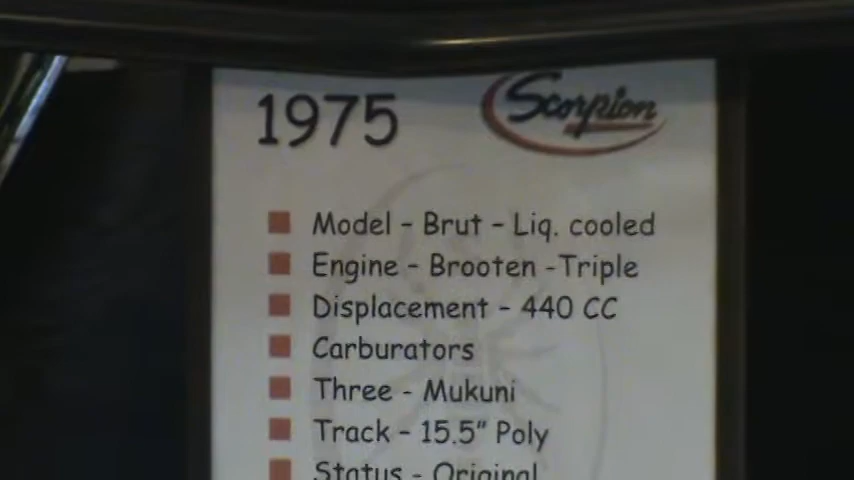 1975
Scorpion
Model - Brut - Liq. cooled
Engine - Brooten -Triple
Displacement - 440 CC
Carburators
Three - Mukuni
Track - 15.5" Poly
Status - Original